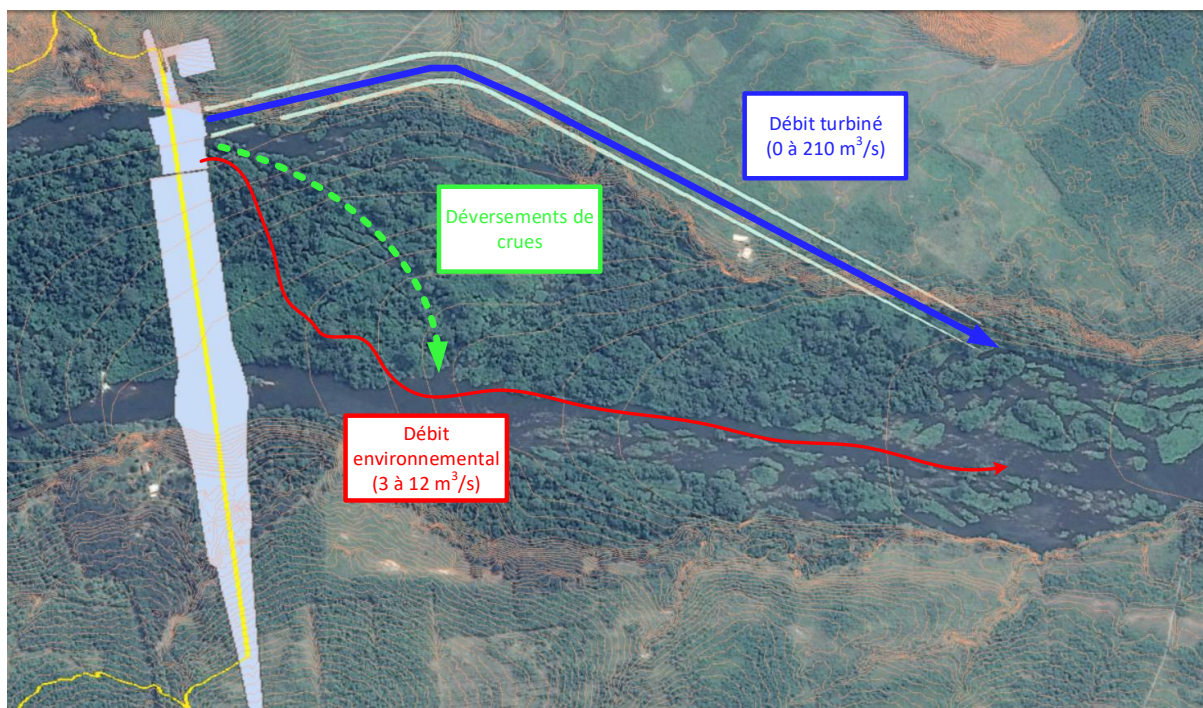 Débit turbiné
(0 à 210 m³/s)
Déversements de
crues
Débit
environnemental
(3 à 12 m³/s)